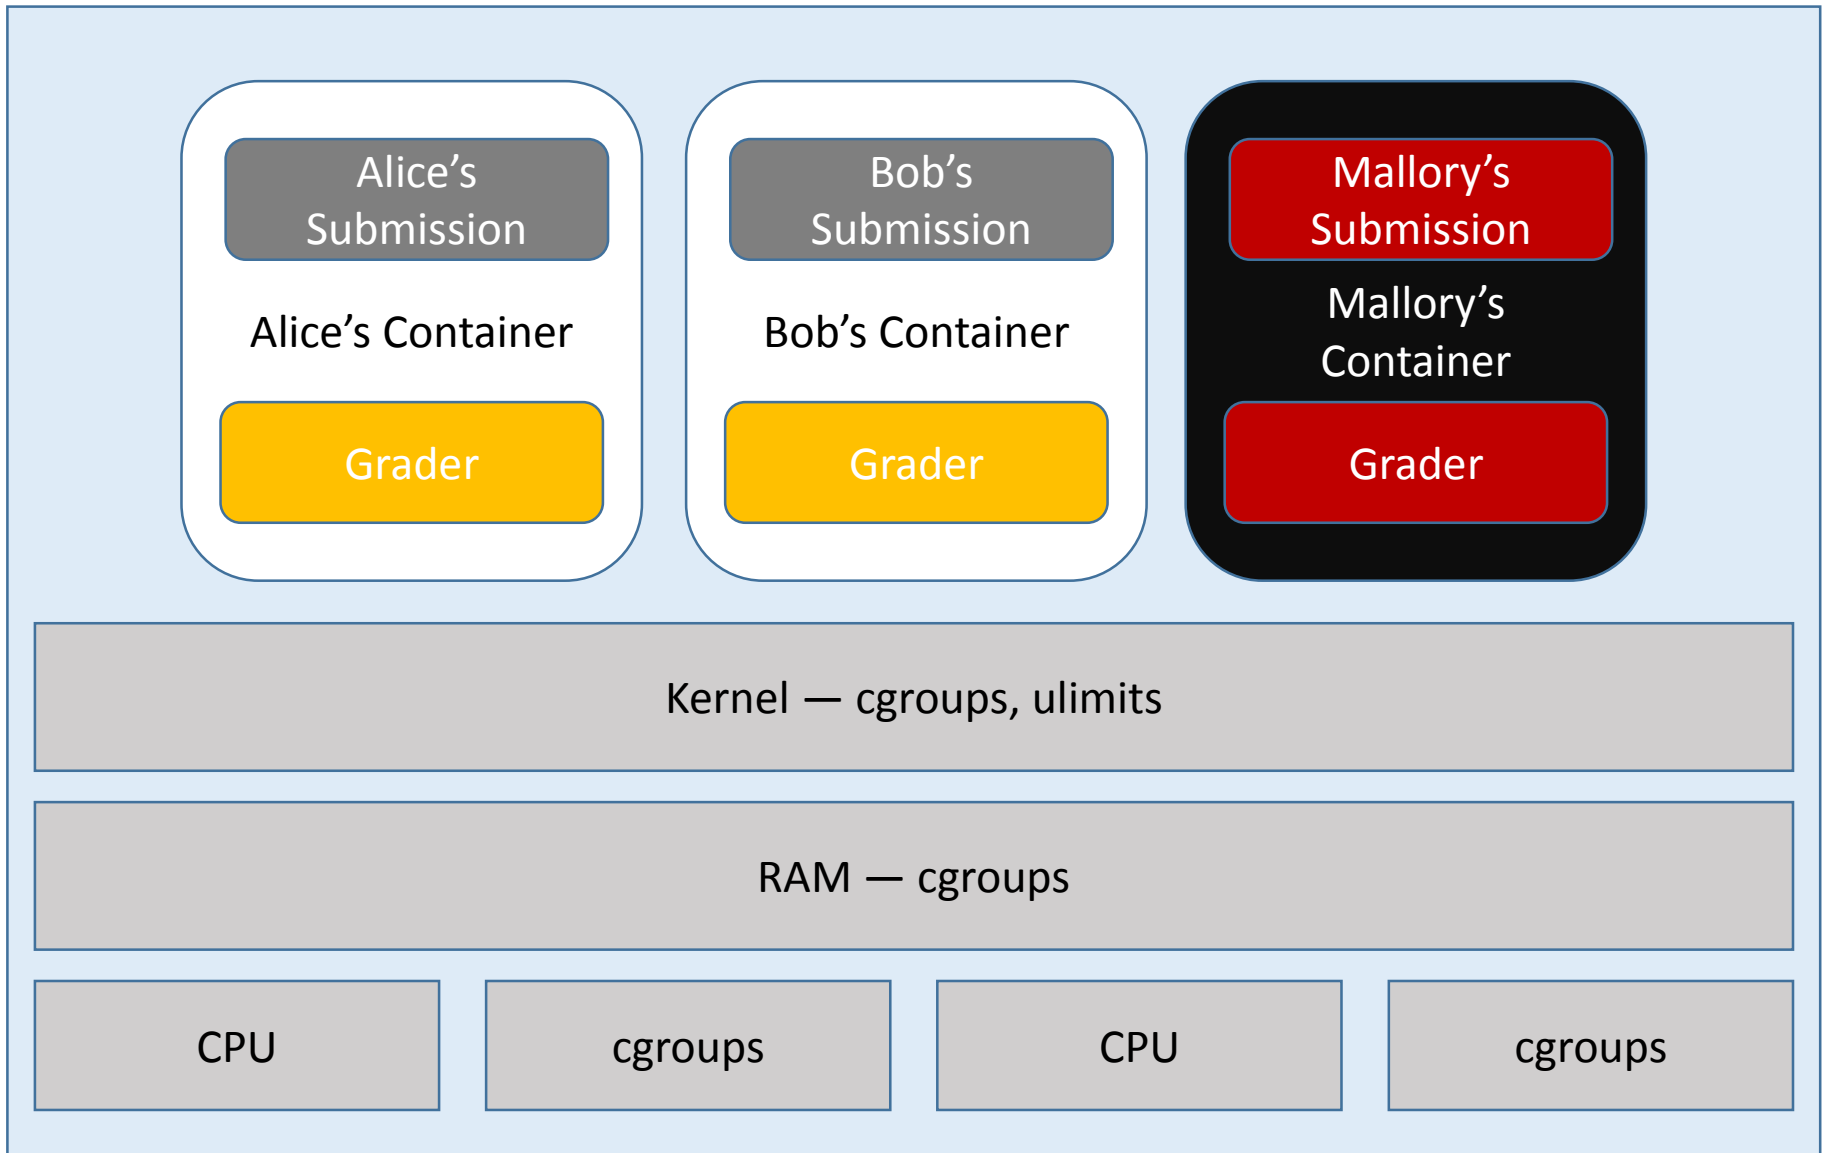 Alice’s
Submission
Alice’s Container
Grader
Bob’s
Submission
Bob’s Container
Grader
Mallory’s
Submission
Mallory’s
Container
Grader
Kernel — cgroups, ulimits
RAM — cgroups
CPU
cgroups
CPU
cgroups